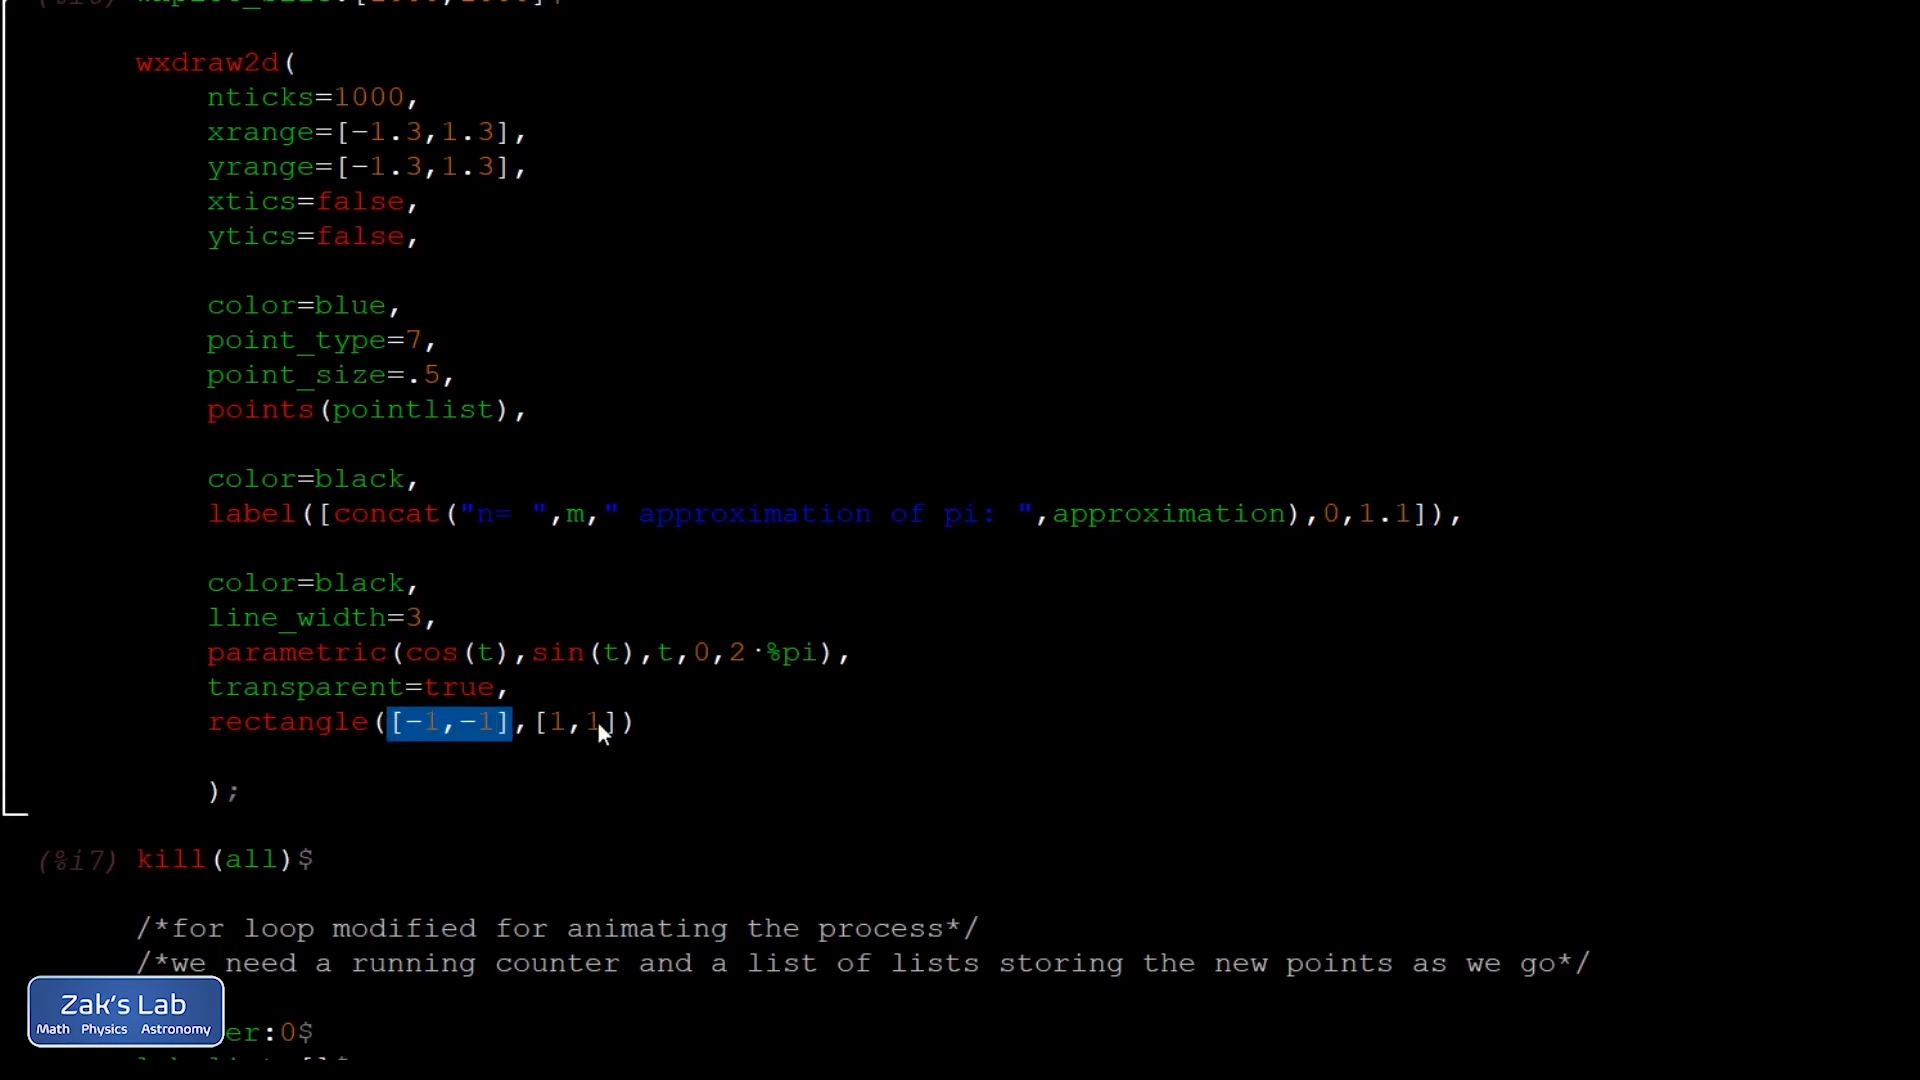 wxdraw2d(
nticks=1000,
xrange=[−1.3,1.3],
yrange=[−1.3,1.3],
xtics=false,
ytics=false,
color=blue,
point_type=7,
point_size=.5,
points(pointlist),
color=black,
label([concat("n= ",m," approximation of pi: ",approximation),0,1.1]),
color=black,
line_width=3,
parametric(cos(t),sin(t),t,0,2·%pi),
transparent=true,
rectangle([−1,−1],[1,1])
);
(%i7) kill(all)$
/*for loop modified for animating the process*/
/*we need a running counter and a list of lists storing the new points as we go*/
er:0$
Zak's Lab
Math Physics Astronomy